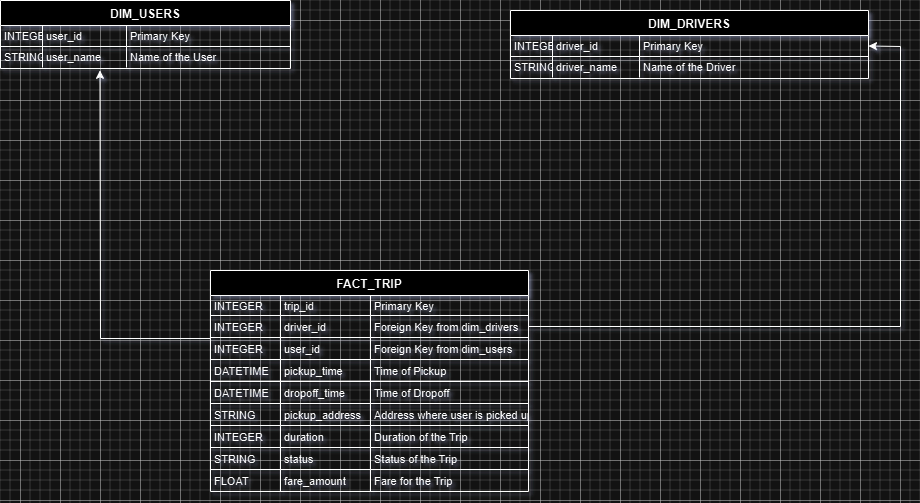 DIM_USERS
INTEGE user_id Primary Key
STRING user_name Name of the User
DIM_DRIVERS
INTEGE driver_id Primary Key
STRING driver_name Name of the Driver
FACT_TRIP
INTEGER trip_id Primary Key
INTEGER driver_id Foreign Key from dim_drivers
INTEGER user_id Foreign Key from dim_users
DATETIME pickup_time Time of Pickup
DATETIME dropoff_time Time of Dropoff
STRING pickup_address Address where user is picked u
INTEGER duration Duration of the Trip
STRING status Status of the Trip
FLOAT fare_amount Fare for the Trip